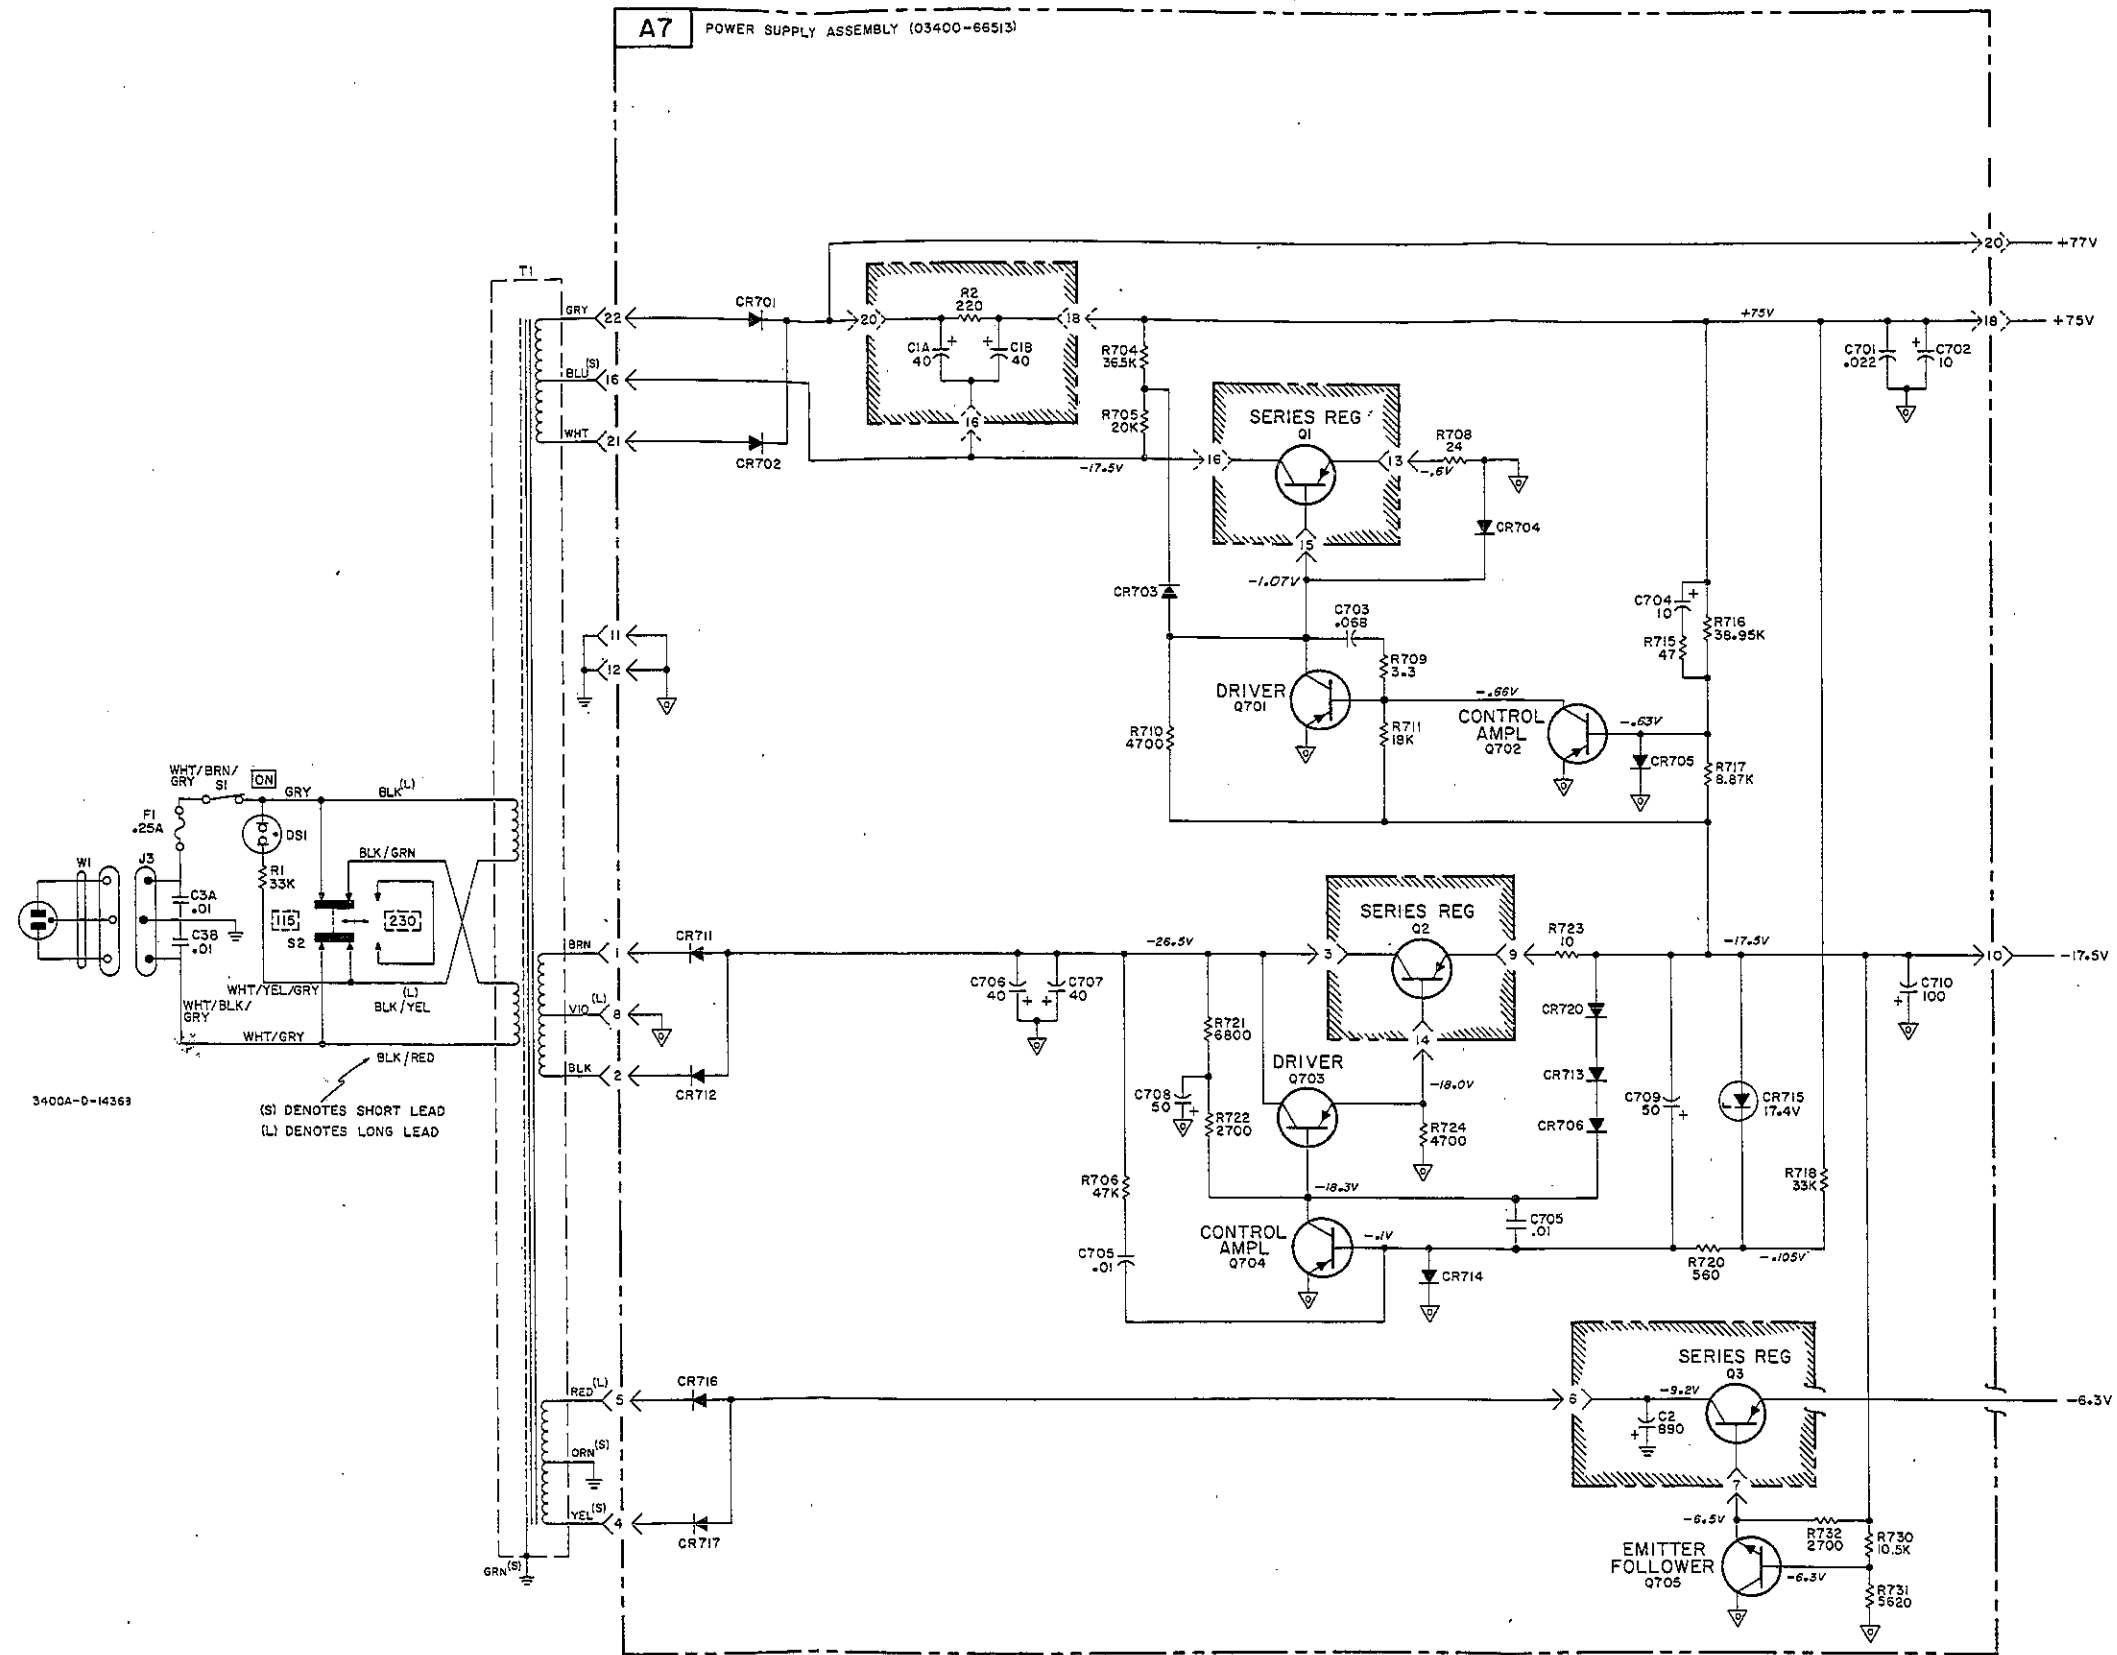 A7
POWER SUPPLY ASSEMBLY (03400-66513)
20
+77V
T1
GRY
22
CR701
20
R2
220
C1A
40
+
+
C1B
40
18
16
BLU (S)
16
WHT
21
CR702
R704
36.5K
R705
20K
-17.5V
+75V
C701
.022
+
C702
10
18
+75V
SERIES REG
Q1
16
13
-.6V
R708
24
15
CR704
-1.07V
CR703
C703
.068
R709
3.3
C704
10
+
R715
47
R716
38.95K
11
12
DRIVER
Q701
-.66V
CONTROL
AMPL
Q702
-.63V
CR705
R710
4700
R711
18K
R717
8.87K
WHT/BRN/
GRY
S1
ON
GRY
BLK (L)
F1
.25A
DS1
W1
J3
R1
33K
BLK/GRN
C3A
.01
115
S2
230
C3B
.01
WHT/YEL/GRY
(L)
BLK/YEL
WHT/BLK/
GRY
WHT/GRY
BLK/RED
3400A-D-1436B
(S) DENOTES SHORT LEAD
(L) DENOTES LONG LEAD
BRN
1
CR711
VIO (L)
8
BLK
2
CR712
C706
40
+
+
C707
40
-26.5V
3
SERIES REG
Q2
9
R723
10
-17.5V
10
-17.5V
14
C710
100
+
R721
6800
DRIVER
Q703
-18.0V
C708
50
+
R722
2700
R724
4700
CR720
CR713
CR706
C709
50
+
CR715
17.4V
R706
47K
-18.3V
R718
33K
CONTROL
AMPL
Q704
-.1V
C705
.01
C705
.01
CR714
R720
560
-.105V
RED (L)
5
CR716
ORN (S)
YEL (S)
4
CR717
GRN (S)
6
SERIES REG
Q3
-9.2V
C2
890
+
-6.3V
7
-6.5V
R732
2700
R730
10.5K
EMITTER
FOLLOWER
Q705
-6.3V
R731
5620